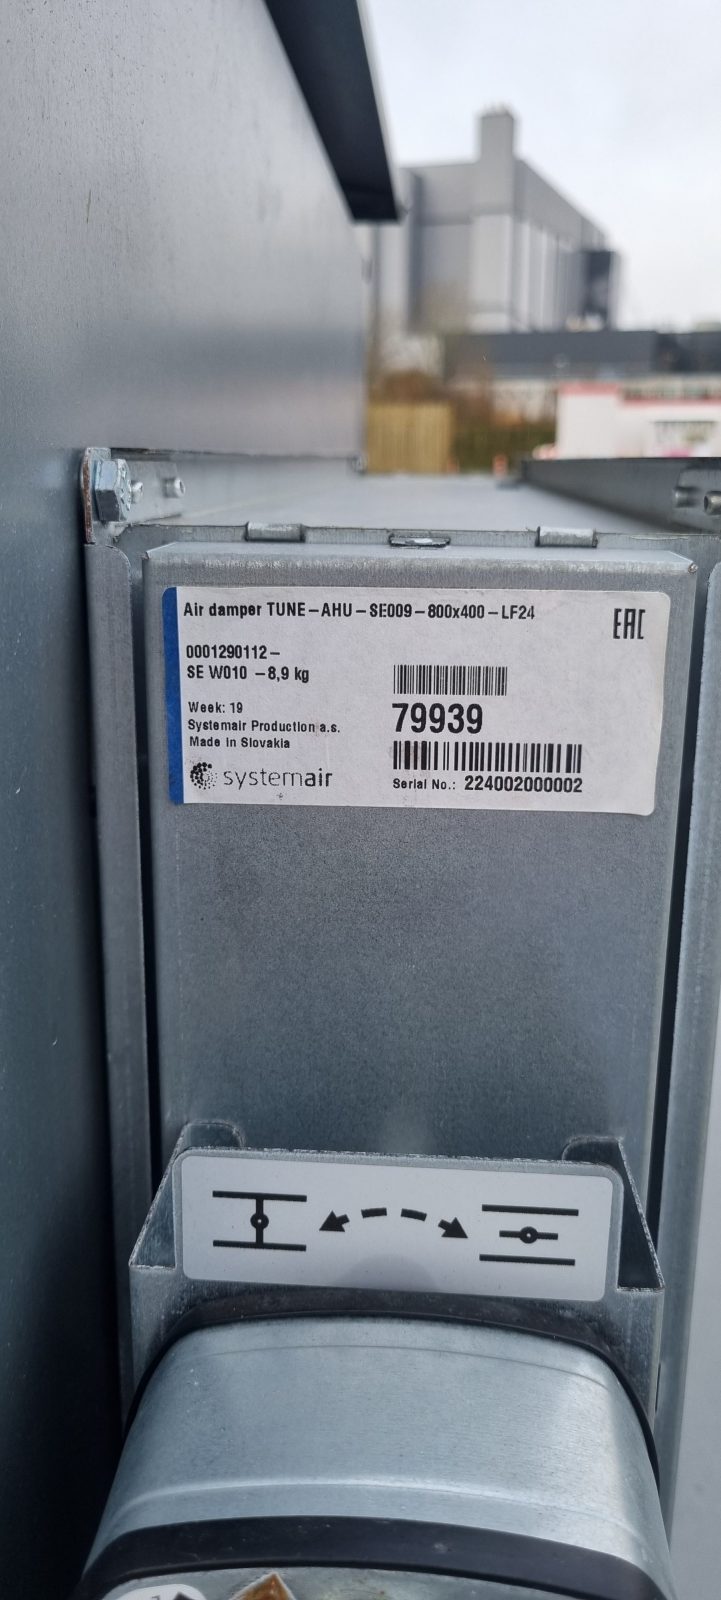 Air damper TUNE-AHU-SE009-800x400-LF24
EAC
0001290112-
SE W010 -8,9 kg
Week: 19
Systemair Production a.s.
Made in Slovakia
systemair
79939
Serial No.: 224002000002